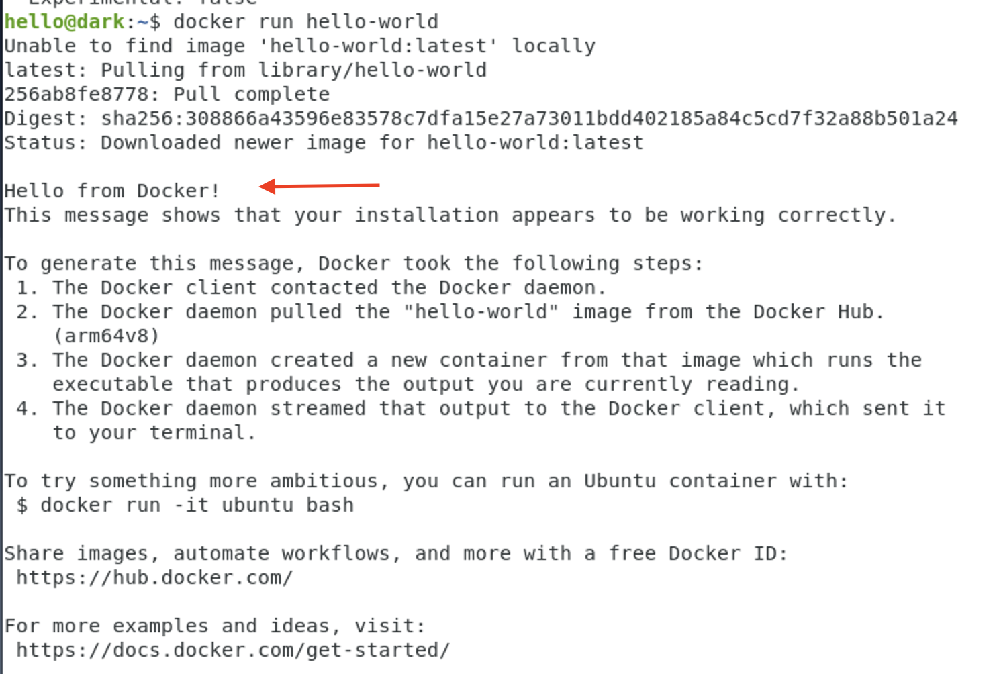 Experimental: false
hello@dark:~$ docker run hello-world
Unable to find image 'hello-world:latest' locally
latest: Pulling from library/hello-world
256ab8fe8778: Pull complete
Digest: sha256:308866a43596e83578c7dfa15e27a73011bdd402185a84c5cd7f32a88b501a24
Status: Downloaded newer image for hello-world:latest

Hello from Docker!
This message shows that your installation appears to be working correctly.

To generate this message, Docker took the following steps:
 1. The Docker client contacted the Docker daemon.
 2. The Docker daemon pulled the "hello-world" image from the Docker Hub.
    (arm64v8)
 3. The Docker daemon created a new container from that image which runs the
    executable that produces the output you are currently reading.
 4. The Docker daemon streamed that output to the Docker client, which sent it
    to your terminal.

To try something more ambitious, you can run an Ubuntu container with:
 $ docker run -it ubuntu bash

Share images, automate workflows, and more with a free Docker ID:
 https://hub.docker.com/

For more examples and ideas, visit:
 https://docs.docker.com/get-started/